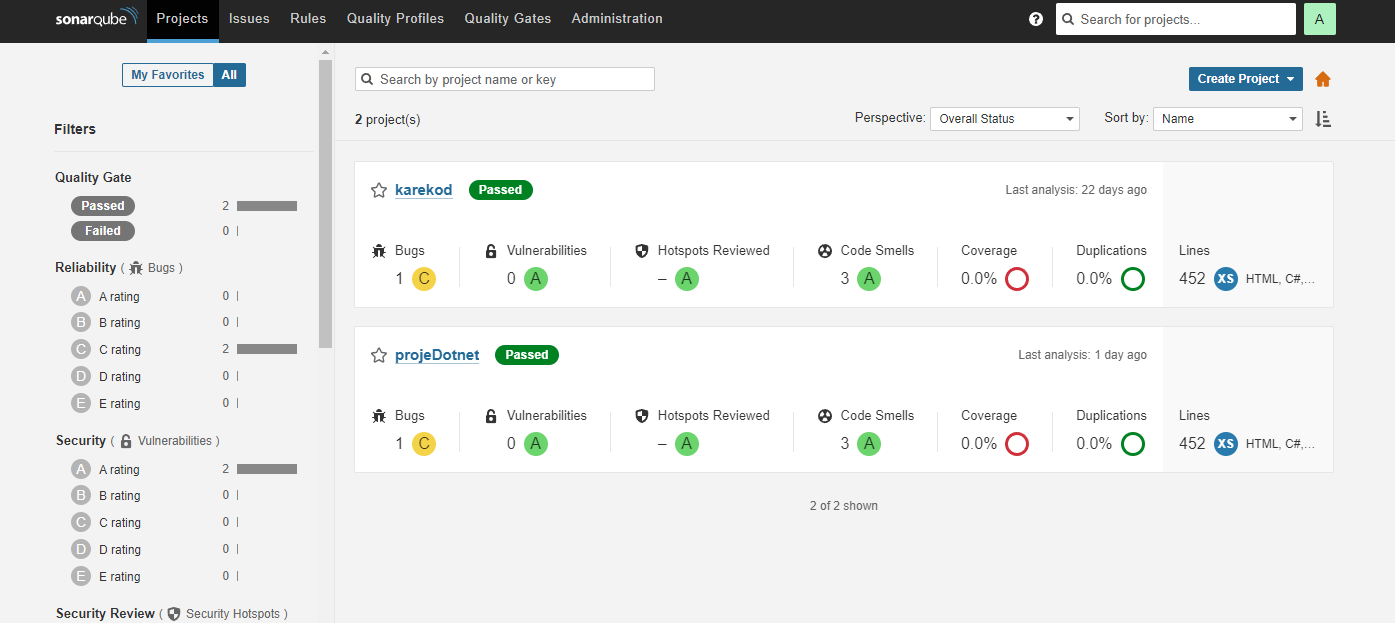 sonarqube Projects Issues Rules Quality Profiles Quality Gates Administration ? Search for projects... A
My Favorites All
Search by project name or key
Create Project
2 project(s)
Perspective: Overall Status
Sort by: Name
Filters
Quality Gate
Passed 2
Failed 0
Reliability ( Bugs )
A A rating 0
B B rating 0
C C rating 2
D D rating 0
E E rating 0
Security ( Vulnerabilities )
A A rating 2
B B rating 0
C C rating 0
D D rating 0
E E rating 0
Security Review ( Security Hotspots )
karekod Passed Last analysis: 22 days ago
Bugs Vulnerabilities Hotspots Reviewed Code Smells Coverage Duplications Lines
1 C 0 A – A 3 A 0.0% 0.0% 452 XS HTML, C#,...
projeDotnet Passed Last analysis: 1 day ago
Bugs Vulnerabilities Hotspots Reviewed Code Smells Coverage Duplications Lines
1 C 0 A – A 3 A 0.0% 0.0% 452 XS HTML, C#,...
2 of 2 shown